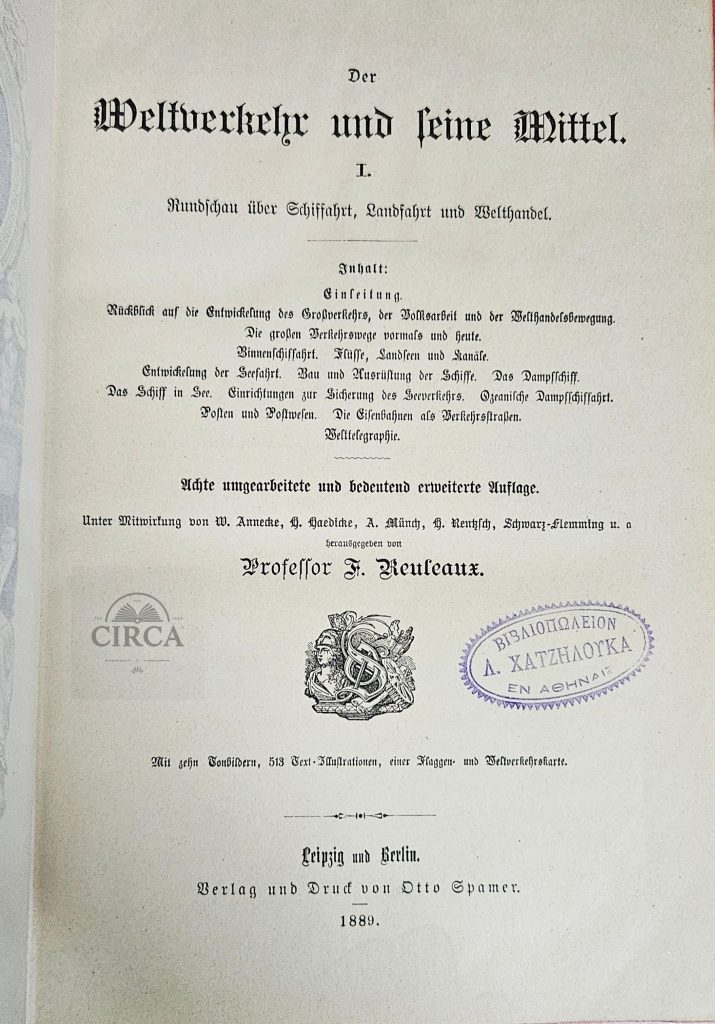 Der
Weltverkehr und seine Mittel.
I.
Rundschau über Schiffahrt, Landfahrt und Welthandel.
Inhalt:
Einleitung.
Rückblick auf die Entwickelung des Großverkehrs, der Volksarbeit und der Welthandelsbewegung.
Die großen Verkehrswege vormals und heute.
Binnenschiffahrt. Flüsse, Landseen und Kanäle.
Entwickelung der Seefahrt. Bau und Ausrüstung der Schiffe. Das Dampfschiff.
Das Schiff in See. Einrichtungen zur Sicherung des Seeverkehrs. Ozeanische Dampfschiffahrt.
Posten und Postwesen. Die Eisenbahnen als Verkehrsstraßen.
Welttelegraphie.
Achte umgearbeitete und bedeutend erweiterte Auflage.
Unter Mitwirkung von W. Annecke, H. Haedicke, A. Münch, H. Rentzsch, Schwarz-Flemming u. a
herausgegeben von
Professor F. Reuleaux.
CIRCA
ΒΙΒΛΙΟΠΩΛΕΙΟΝ
Λ. ΧΑΤΖΗΛΟΥΚΑ
ΕΝ ΑΘΗΝΑΙΣ
Mit zehn Tonbildern, 513 Text-Illustrationen, einer Flaggen- und Weltverkehrskarte.
Leipzig und Berlin.
Verlag und Druck von Otto Spamer.
1889.